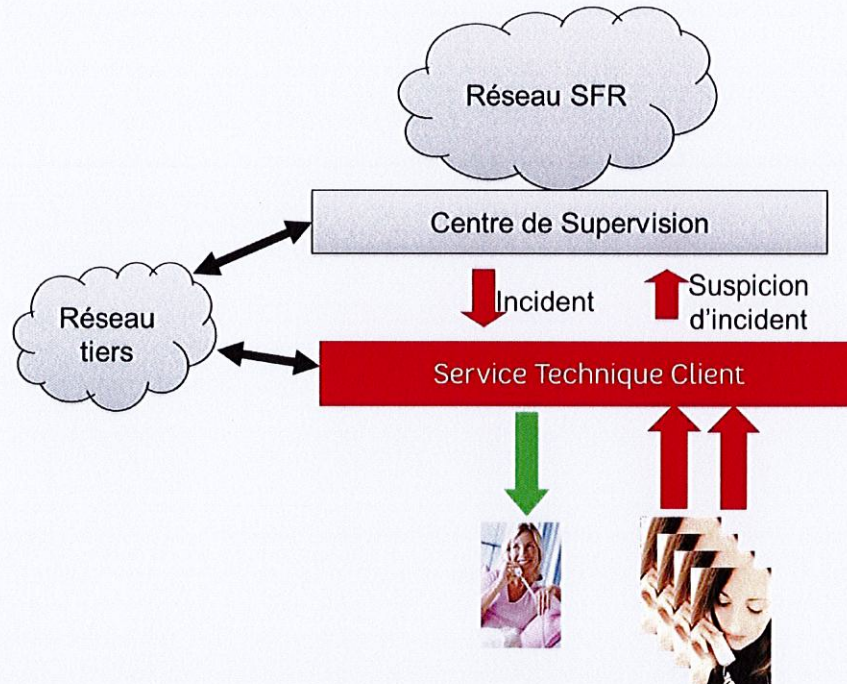 Réseau SFR
Centre de Supervision
Incident
Suspicion
d'incident
Réseau
tiers
Service Technique Client